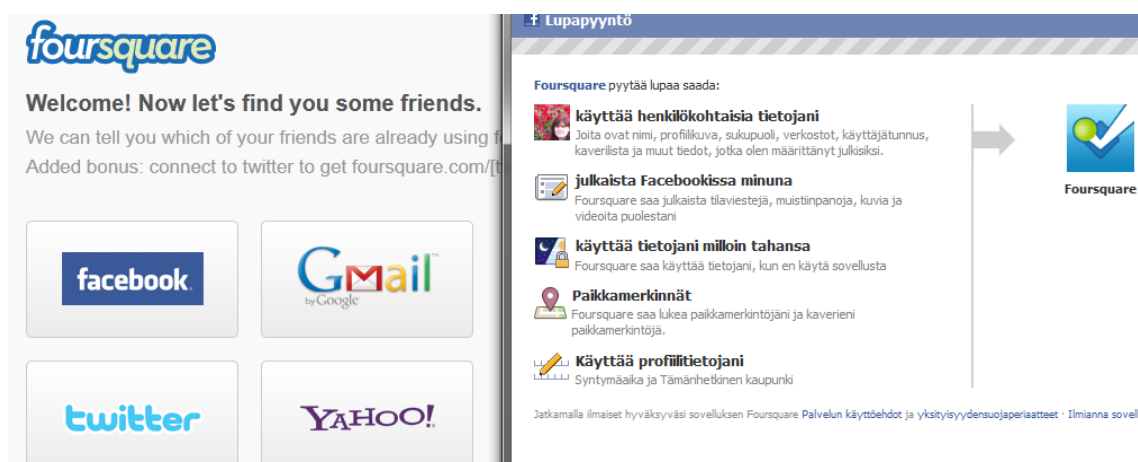 foursquare
Welcome! Now let's find you some friends.
We can tell you which of your friends are already using
Added bonus: connect to twitter to get foursquare.com/[t
facebook.
Gmail™
by Google
twitter
YAHOO!
Lupapyyntö
Foursquare pyytää lupaa saada:
käyttää henkilökohtaisia tietojani
Joita ovat nimi, profiilikuva, sukupuoli, verkostot, käyttäjätunnus,
kaverilista ja muut tiedot, jotka olen määrittänyt julkisiksi.
julkaista Facebookissa minuna
Foursquare saa julkaista tilaviestejä, muistiinpanoja, kuvia ja
videoita puolestani
käyttää tietojani milloin tahansa
Foursquare saa käyttää tietojani, kun en käytä sovellusta
Paikkamerkinnät
Foursquare saa lukea paikkamerkintöjäni ja kaverieni
paikkamerkintöjä.
Käyttää profiilitietojani
Syntymäaika ja Tämänhetkinen kaupunki
Foursquare
Jatkamalla ilmaiset hyväksyväsi sovelluksen Foursquare Palvelun käyttöehdot ja yksityisyydensuojaperiaatteet · Ilmianna sovell